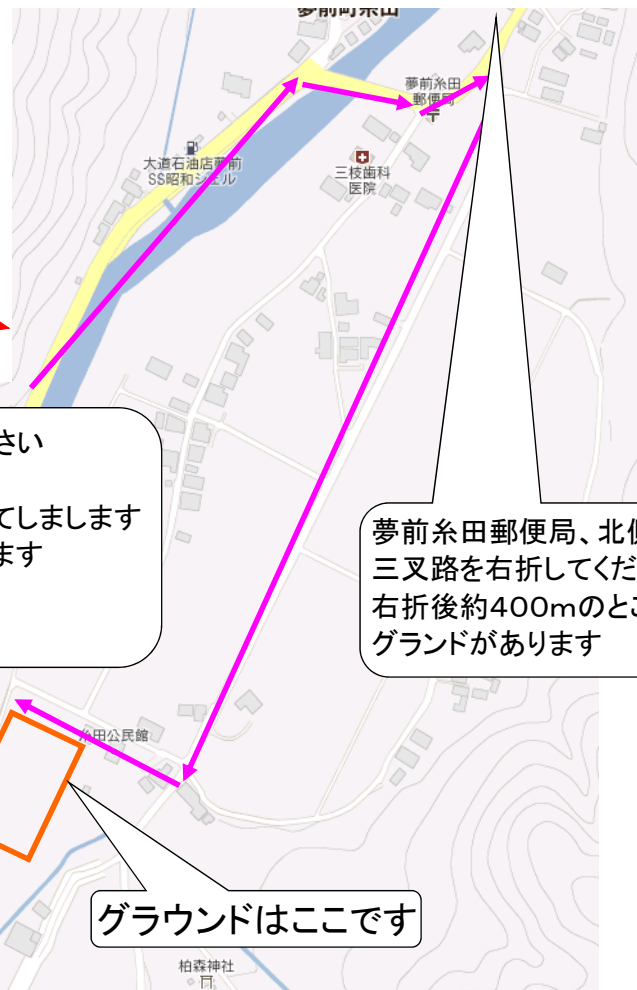 夢前町糸田
夢前糸田
郵便局
大道石油店夢前
SS昭和シェル
三枝歯科
医院
さい
てしまします
ます
夢前糸田郵便局、北
三叉路を右折してくだ
右折後約400mのと
グランドがあります
糸田公民館
グラウンドはここです
柏森神社